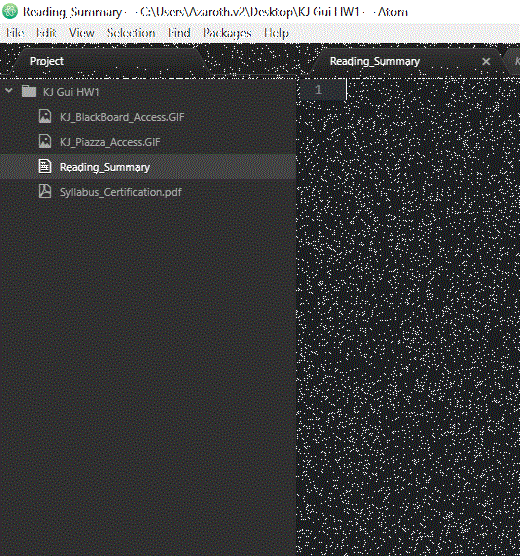 Reading_Summary — C:\Users\Azaroth.v2\Desktop\KJ Gui HW1 — Atom
File Edit View Selection Find Packages Help
Project
Reading_Summary
KJ Gui HW1
1
KJ_BlackBoard_Access.GIF
KJ_Piazza_Access.GIF
Reading_Summary
Syllabus_Certification.pdf